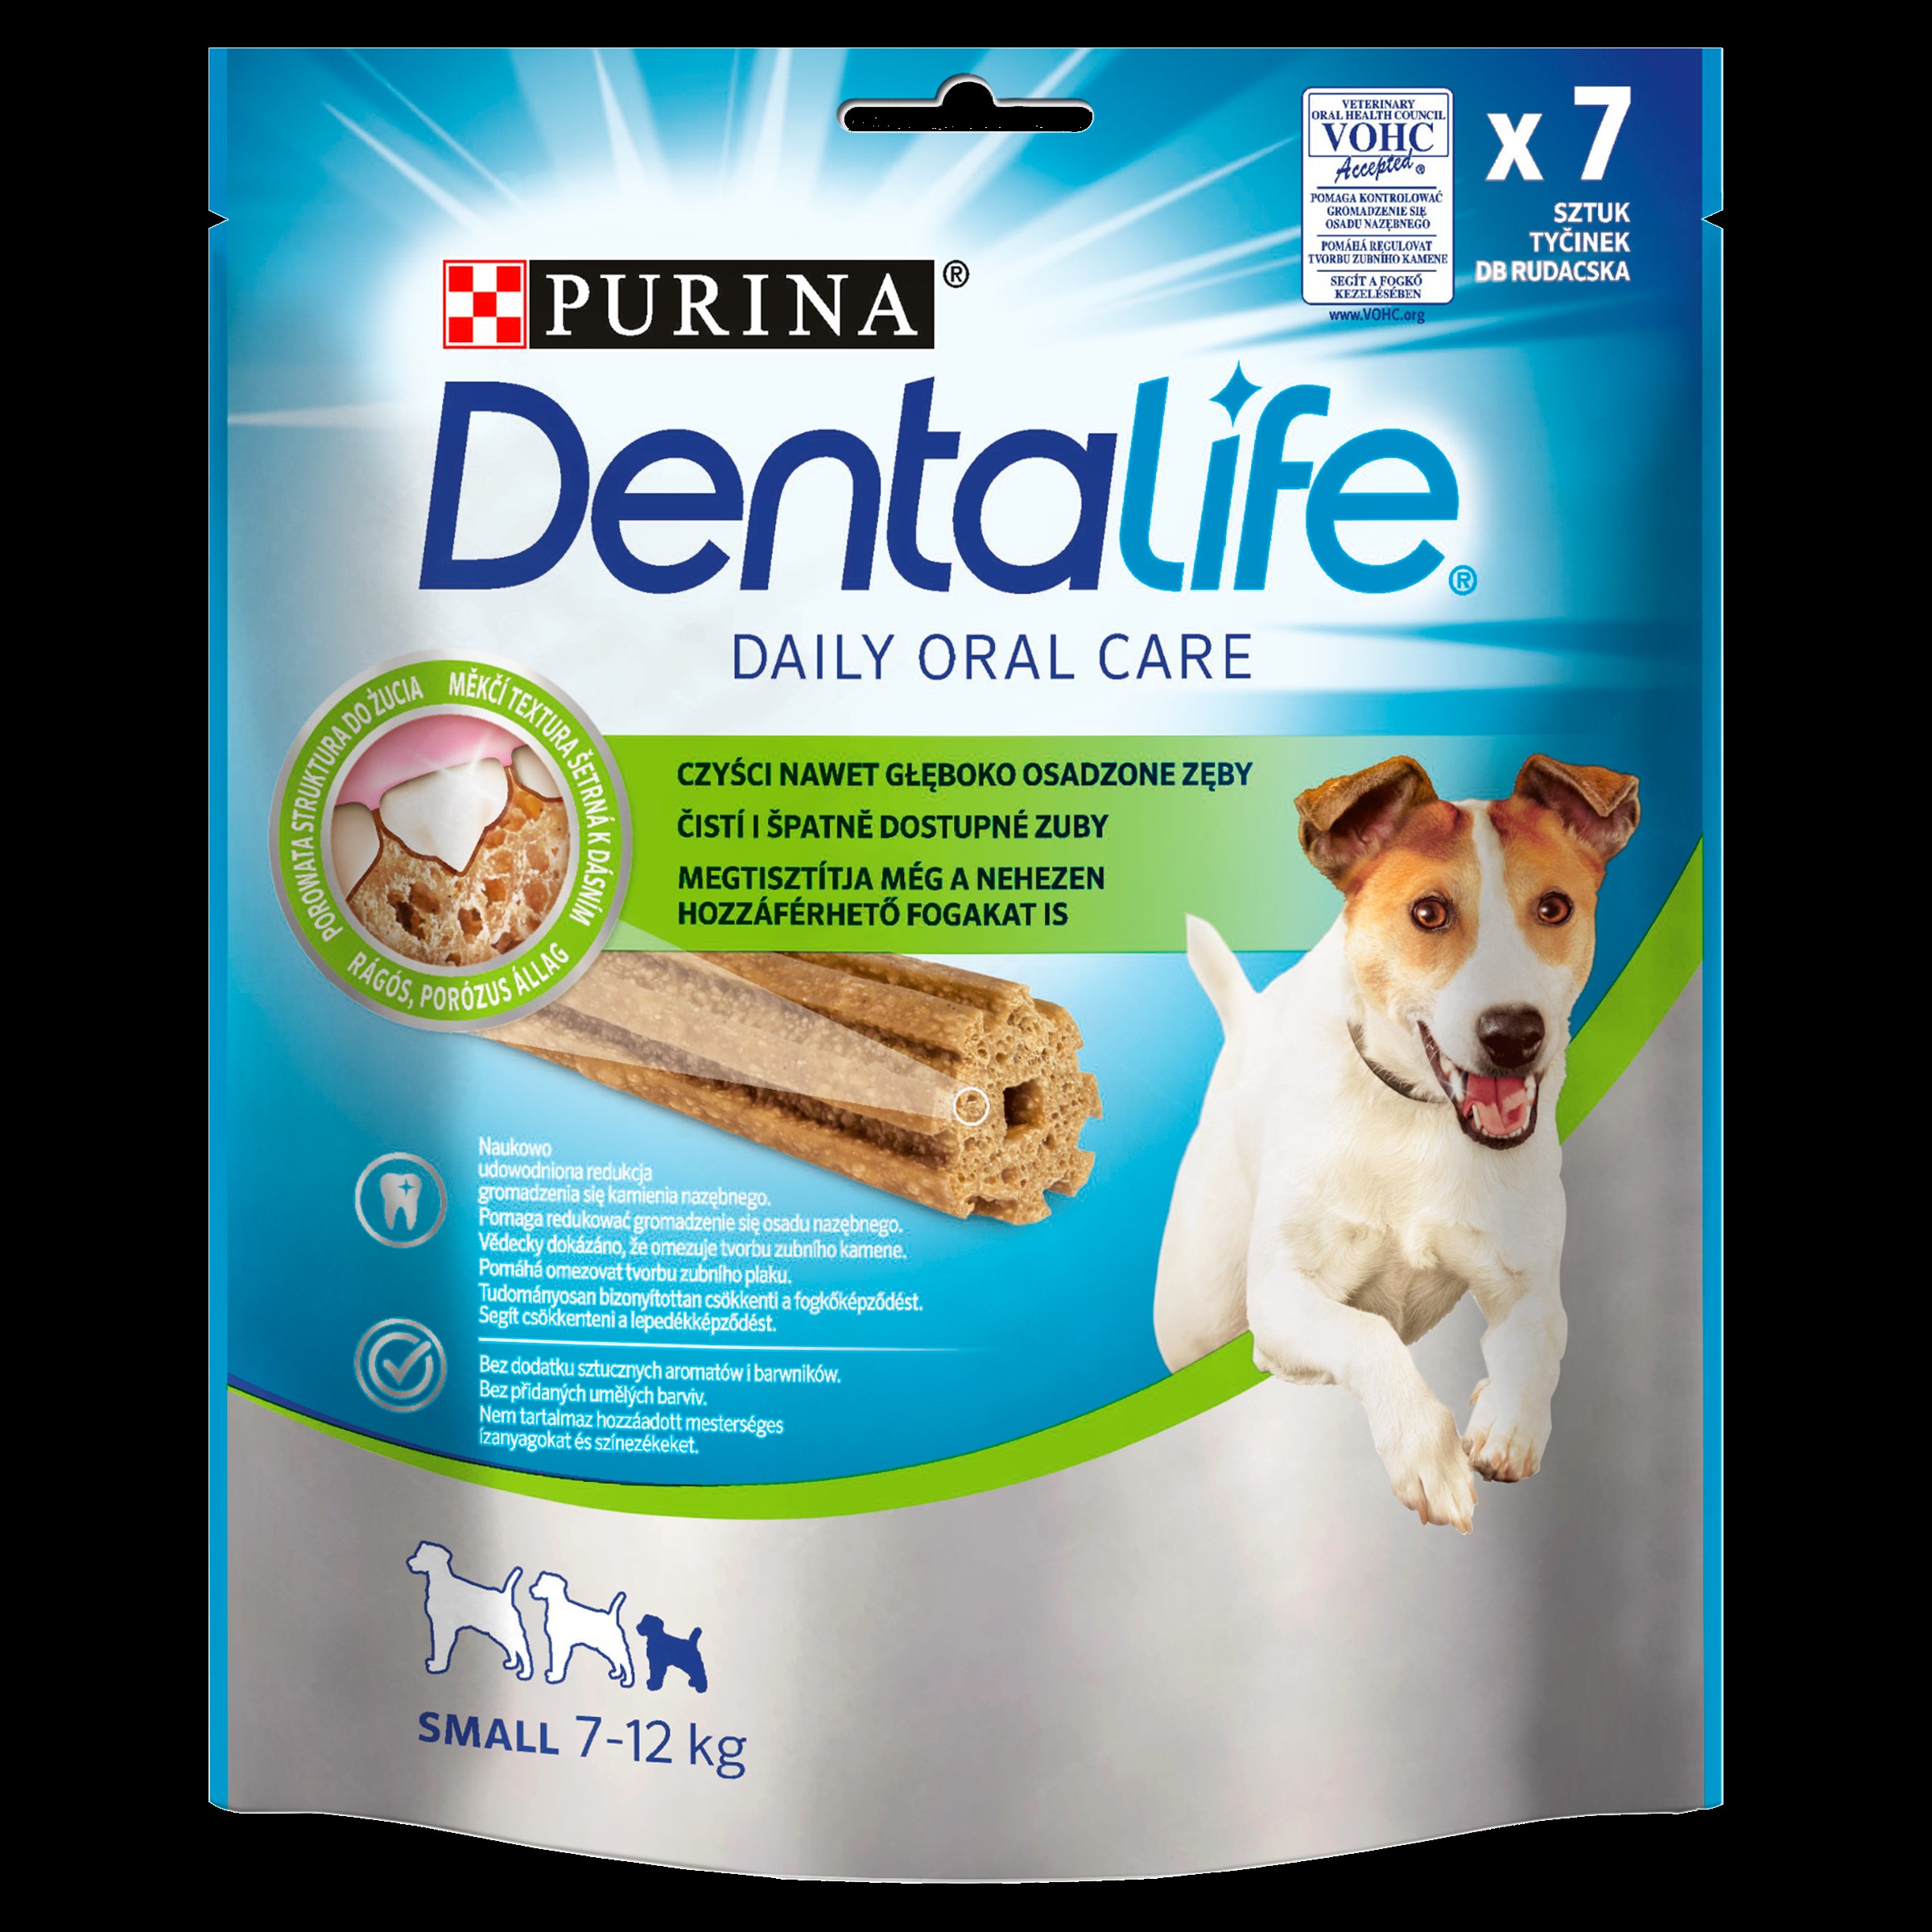 VETERINARY
ORAL HEALTH COUNCIL
VOHC
Accepted®
POMAGA KONTROLOWAĆ
GROMADZENIE SIĘ
OSADU NAZĘBNEGO
POMÁHÁ REGULOVAT
TVORBU ZUBNÍHO KAMENE
SEGÍT A FOGKŐ
KEZELÉSÉBEN
www.VOHC.org
x 7
SZTUK
TYČINEK
DB RUDACSKA
PURINA®
Dentalife®
DAILY ORAL CARE
POROWATA STRUKTURA DO ŻUCIA
MĚKČÍ TEXTURA ŠETRNÁ K DÁSNÍM
RÁGÓS, PORÓZUS ÁLLAG
CZYŚCI NAWET GŁĘBOKO OSADZONE ZĘBY
ČISTÍ I ŠPATNĚ DOSTUPNÉ ZUBY
MEGTISZTÍTJA MÉG A NEHEZEN
HOZZÁFÉRHETŐ FOGAKAT IS
Naukowo
udowodniona redukcja
gromadzenia się kamienia nazębnego.
Pomaga redukować gromadzenie się osadu nazębnego.
Vědecky dokázáno, že omezuje tvorbu zubního kamene.
Pomáhá omezovat tvorbu zubního plaku.
Tudományosan bizonyítottan csökkenti a fogkőképződést.
Segít csökkenteni a lepedékképződést.
Bez dodatku sztucznych aromatów i barwników.
Bez přidaných umělých barviv.
Nem tartalmaz hozzáadott mesterséges
ízanyagokat és színezékeket.
SMALL 7-12 kg